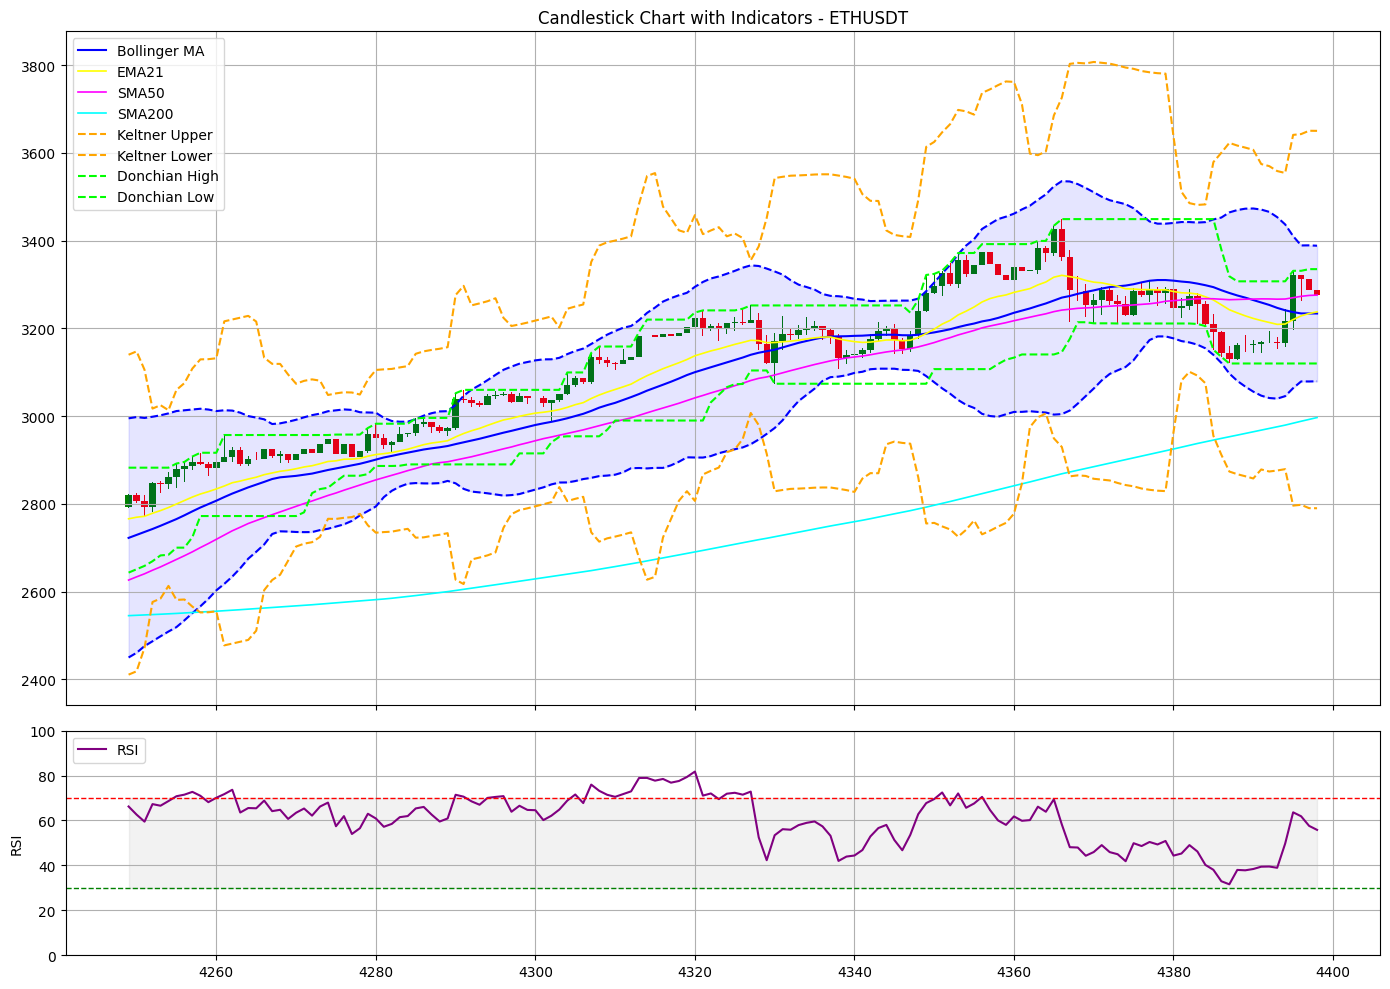 Candlestick Chart with Indicators - ETHUSDT
Bollinger MA
EMA21
SMA50
SMA200
Keltner Upper
Keltner Lower
Donchian High
Donchian Low
3800
3600
3400
3200
3000
2800
2600
2400
RSI
100
80
60
40
20
0
RSI
4260 4280 4300 4320 4340 4360 4380 4400